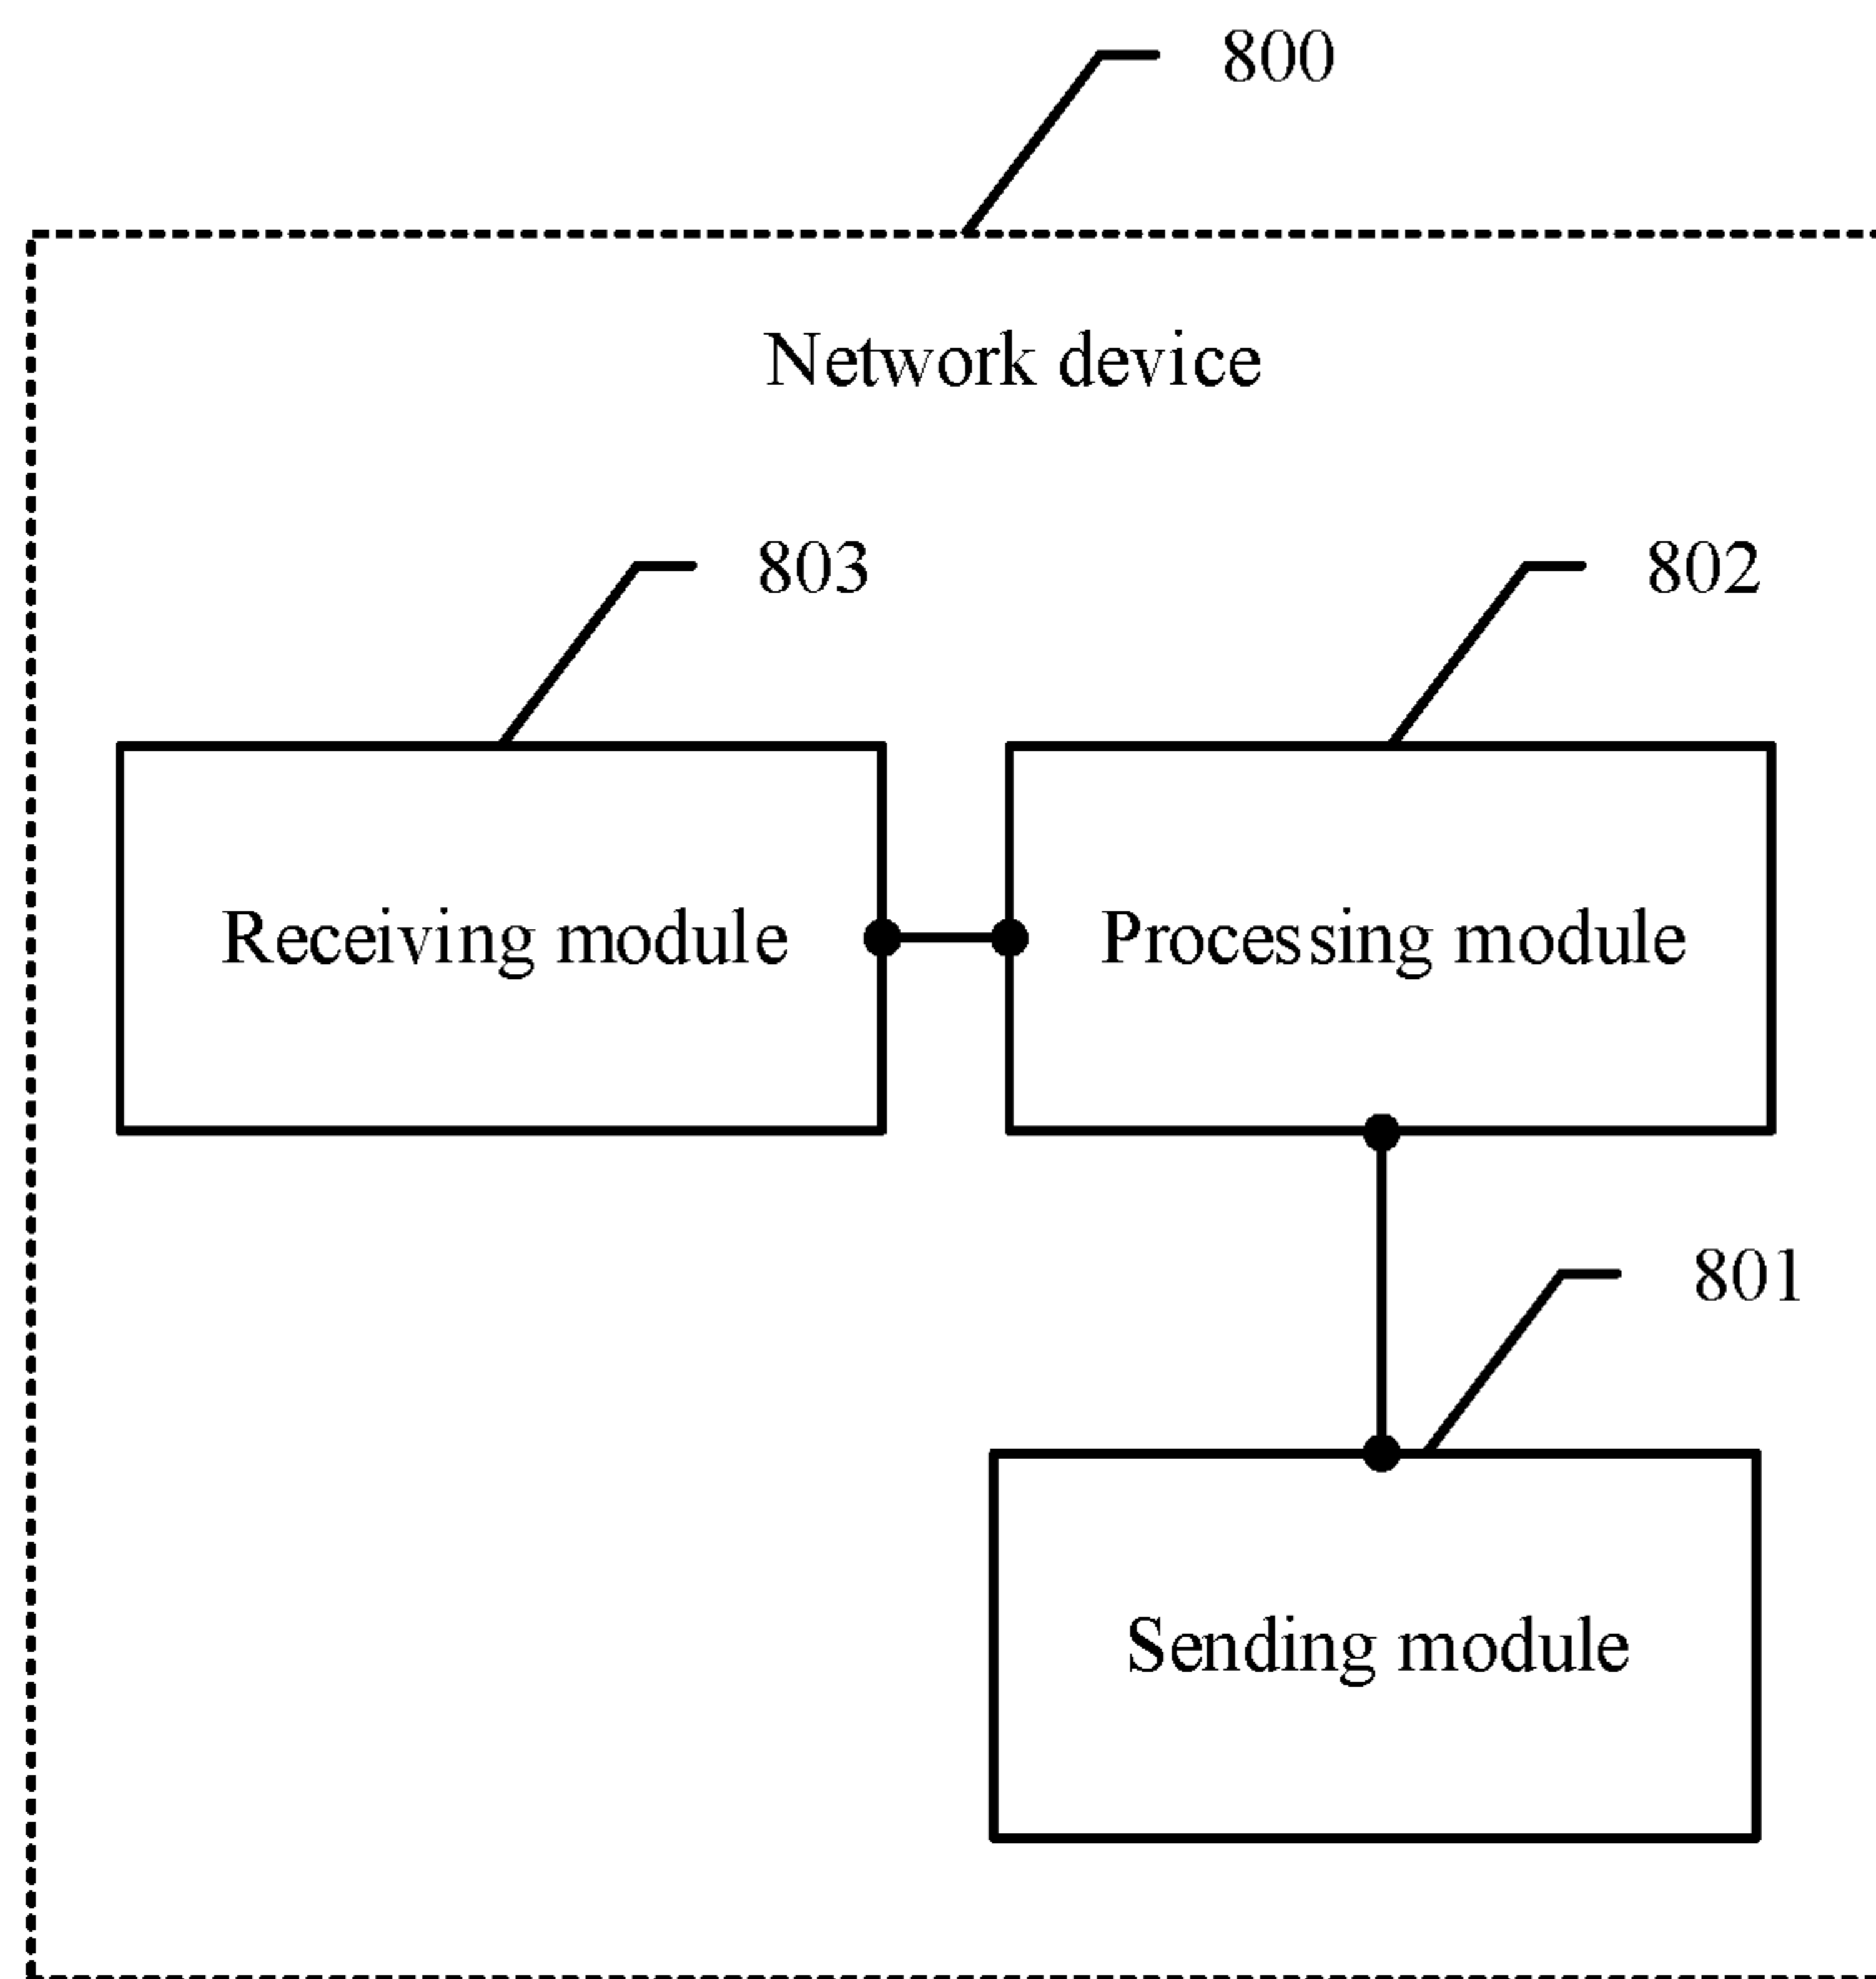 800
Network device
803
802
Receiving module
Processing module
801
Sending module